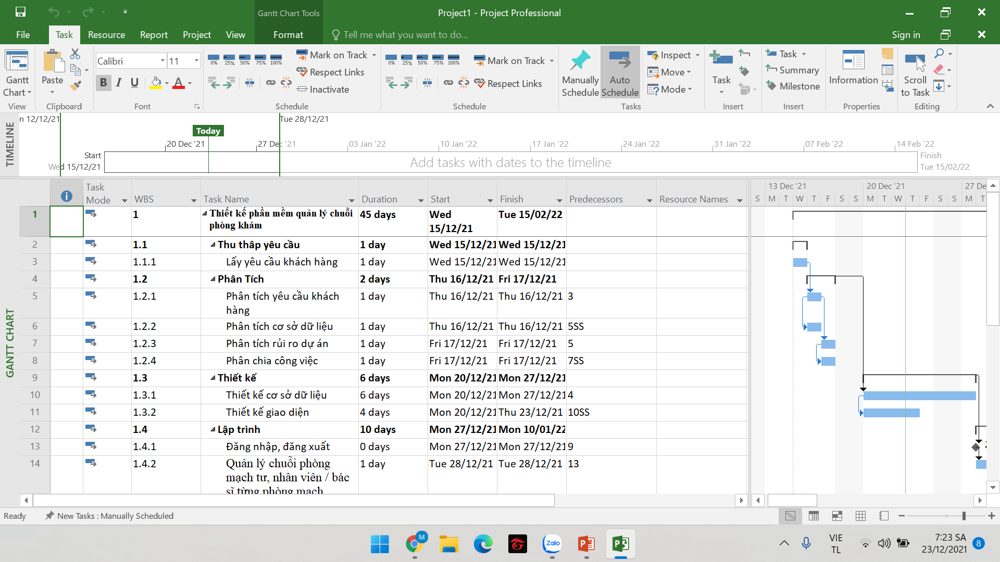 Gantt Chart Tools
Project1 - Project Professional
File
Task
Resource
Report
Project
View
Format
Tell me what you want to do...
Sign in
Gantt
Chart
View
Paste
Clipboard
Calibri
11
B I U
A
Font
0% 25% 50% 75% 100%
Mark on Track
Respect Links
Inactivate
Schedule
0% 25% 50% 75% 100%
Mark on Track
Respect Links
Schedule
Manually
Schedule
Auto
Schedule
Inspect
Move
Mode
Tasks
Task
Insert
Task
Summary
Milestone
Insert
Information
Properties
Scroll
to Task
Editing
TIMELINE
n 12/12/21
Tue 28/12/21
Today
20 Dec '21
27 Dec '21
03 Jan '22
10 Jan '22
17 Jan '22
24 Jan '22
31 Jan '22
07 Feb '22
14 Feb '22
Start
Wed 15/12/21
Add tasks with dates to the timeline
Finish
Tue 15/02/22
GANTT CHART
Task
Mode WBS Task Name Duration Start Finish Predecessors Resource Names
13 Dec '21 20 Dec '21 27 De
S M T W T F S S M T W T F S S M T
1 1 Thiết kế phần mềm quản lý chuỗi 45 days Wed Tue 15/02/22
phòng khám 15/12/21
2 1.1 Thu thâp yêu cầu 1 day Wed 15/12/21 Wed 15/12/21
3 1.1.1 Lấy yêu cầu khách hàng 1 day Wed 15/12/21 Wed 15/12/21
4 1.2 Phân Tích 2 days Thu 16/12/21 Fri 17/12/21
5 1.2.1 Phân tích yêu cầu khách 1 day Thu 16/12/21 Thu 16/12/21 3
hàng
6 1.2.2 Phân tích cơ sở dữ liệu 1 day Thu 16/12/21 Thu 16/12/21 5SS
7 1.2.3 Phân tích rủi ro dự án 1 day Fri 17/12/21 Fri 17/12/21 5
8 1.2.4 Phân chia công việc 1 day Fri 17/12/21 Fri 17/12/21 7SS
9 1.3 Thiết kế 6 days Mon 20/12/21 Mon 27/12/21
10 1.3.1 Thiết kế cơ sở dữ liệu 6 days Mon 20/12/21 Mon 27/12/21 4
11 1.3.2 Thiết kế giao diện 4 days Mon 20/12/21 Thu 23/12/21 10SS
12 1.4 Lập trình 10 days Mon 27/12/21 Mon 10/01/22
13 1.4.1 Đăng nhập, đăng xuất 0 days Mon 27/12/21 Mon 27/12/21 9
14 1.4.2 Quản lý chuỗi phòng 1 day Tue 28/12/21 Tue 28/12/21 13
mạch tư, nhân viên / bác
sĩ từng phòng mạch
Ready
New Tasks : Manually Scheduled
M
Zalo
VIE
TL
7:23 SA
23/12/2021
8